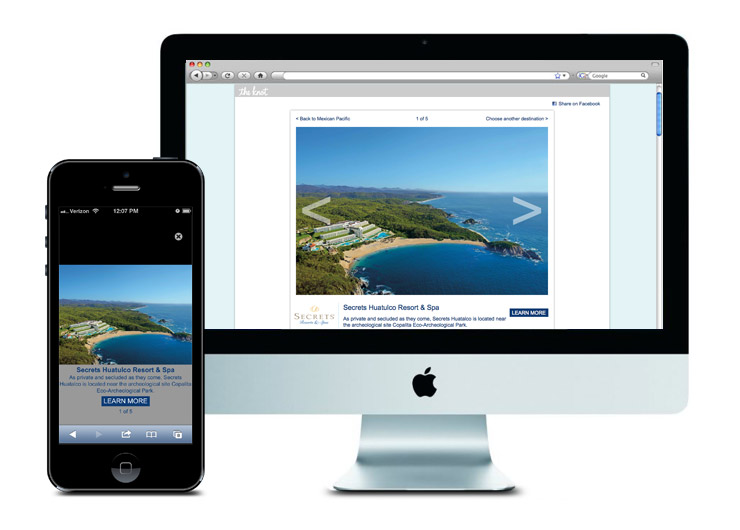 Google
the knot
Share on Facebook
< Back to Mexican Pacific
1 of 5
Choose another destination >
Secrets Huatulco Resort & Spa
SECRETS
Resorts & Spa
As private and secluded as they come, Secrets Huatulco is located near
the archeological site Copalita Eco-Archeological Park.
LEARN MORE
Verizon
12:07 PM
Secrets Huatulco Resort & Spa
As private and secluded as they come, Secrets
Huatulco is located near the archeological site Copalita
Eco-Archeological Park.
LEARN MORE
1 of 5